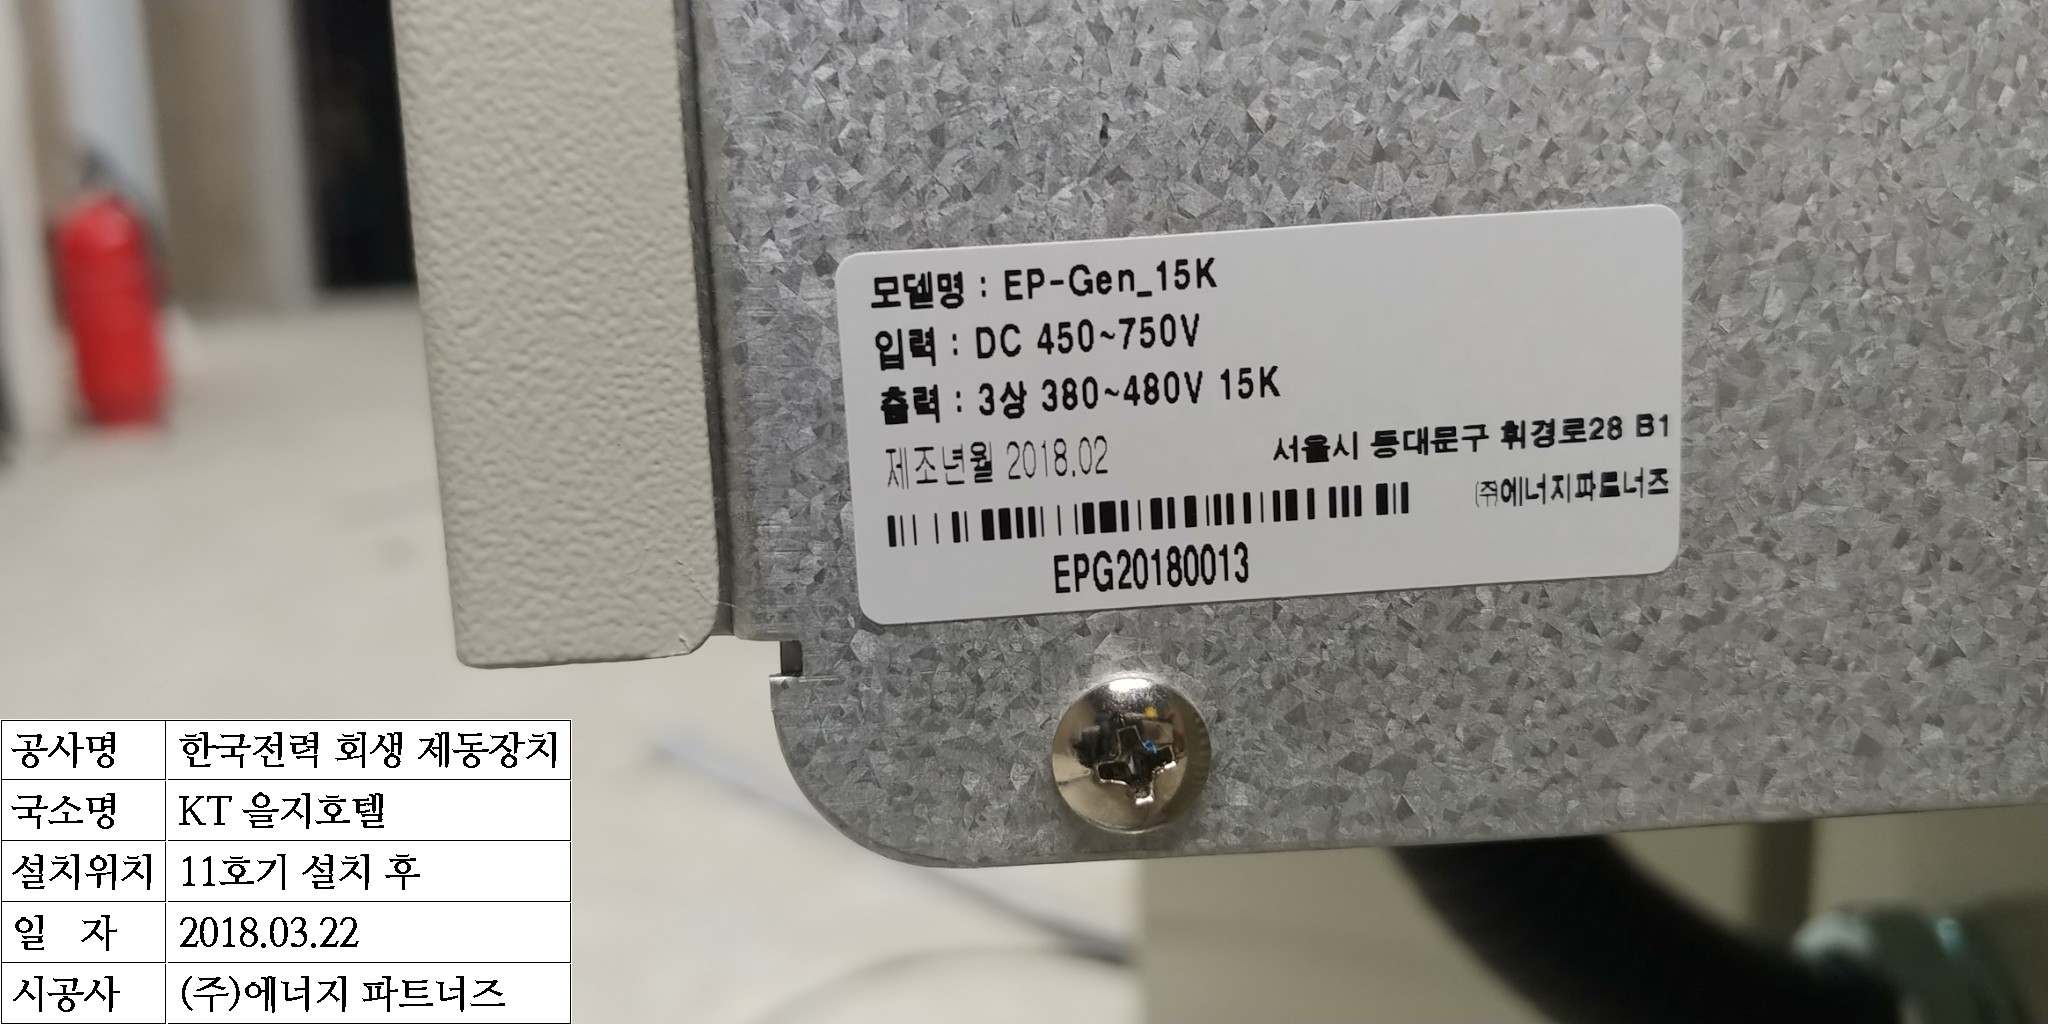 모델명 : EP-Gen_15K
입력 : DC 450~750V
출력 : 3상 380~480V 15K
제조년월 2018.02
서울시 동대문구 휘경로28 B1
(주)에너지파트너즈
EPG20180013
공사명 한국전력 회생 제동장치
국소명 KT 을지호텔
설치위치 11호기 설치 후
일 자 2018.03.22
시공사 (주)에너지 파트너즈